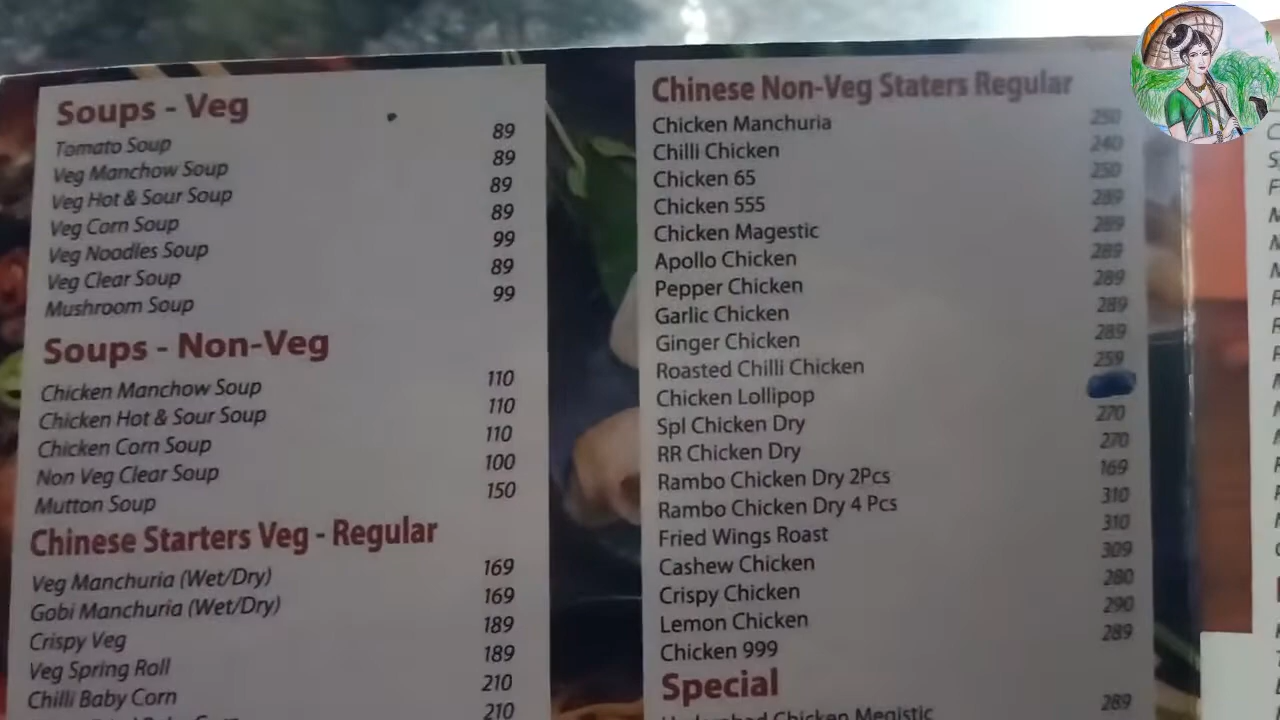 Soups - Veg
Tomato Soup 89
Veg Manchow Soup 89
Veg Hot & Sour Soup 89
Veg Corn Soup 89
Veg Noodles Soup 99
Veg Clear Soup 89
Mushroom Soup 99
Soups - Non-Veg
Chicken Manchow Soup 110
Chicken Hot & Sour Soup 110
Chicken Corn Soup 110
Non Veg Clear Soup 100
Mutton Soup 150
Chinese Starters Veg - Regular
Veg Manchuria (Wet/Dry) 169
Gobi Manchuria (Wet/Dry) 169
Crispy Veg 189
Veg Spring Roll 189
Chilli Baby Corn 210
210
Chinese Non-Veg Staters Regular
Chicken Manchuria 250
Chilli Chicken 240
Chicken 65 250
Chicken 555 289
Chicken Magestic 289
Apollo Chicken 289
Pepper Chicken 289
Garlic Chicken 289
Ginger Chicken 289
Roasted Chilli Chicken 259
Chicken Lollipop
Spl Chicken Dry 270
RR Chicken Dry 270
Rambo Chicken Dry 2Pcs 169
Rambo Chicken Dry 4 Pcs 310
Fried Wings Roast 310
Cashew Chicken 309
Crispy Chicken 280
Lemon Chicken 290
Chicken 999 289
Special
Chicken Megistic 289